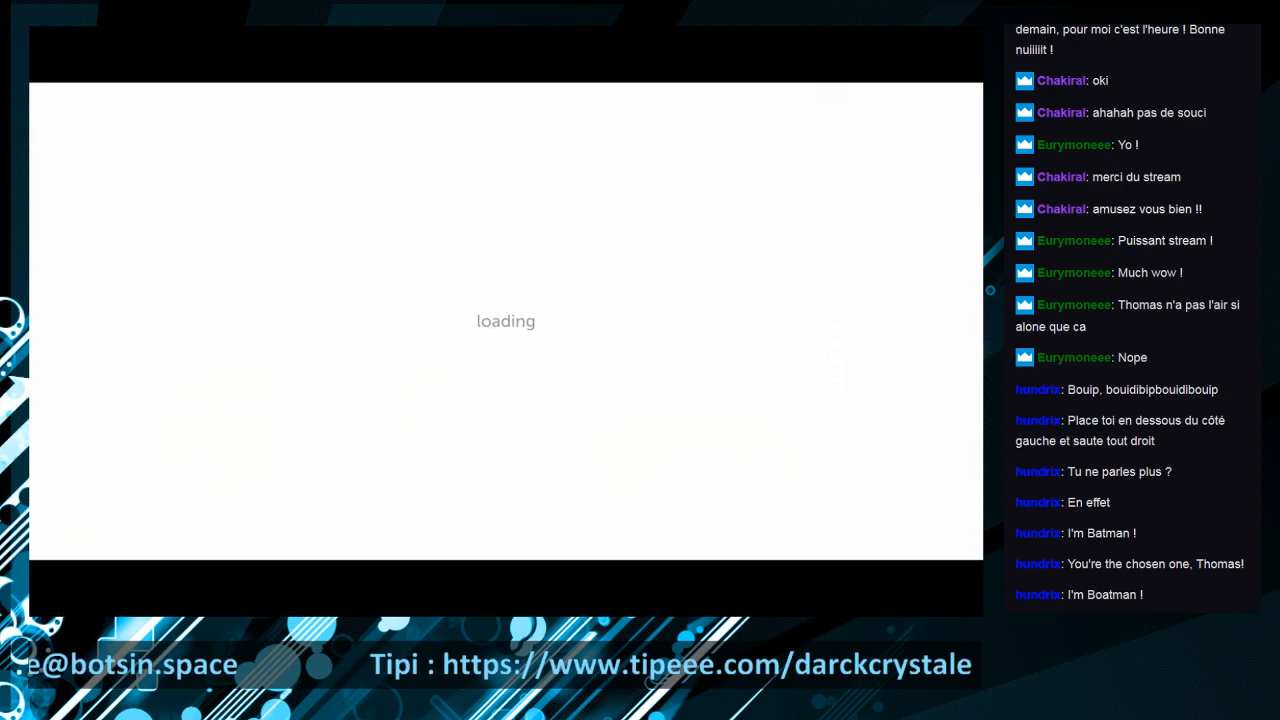 loading
demain, pour moi c'est l'heure ! Bonne
nuiiiiit !
Chakiral: oki
Chakiral: ahahah pas de souci
Eurymoneee: Yo !
Chakiral: merci du stream
Chakiral: amusez vous bien !!
Eurymoneee: Puissant stream !
Eurymoneee: Much wow !
Eurymoneee: Thomas n'a pas l'air si
alone que ca
Eurymoneee: Nope
hundrix: Bouip, bouidibipbouidibouip
hundrix: Place toi en dessous du côté
gauche et saute tout droit
hundrix: Tu ne parles plus ?
hundrix: En effet
hundrix: I'm Batman !
hundrix: You're the chosen one, Thomas!
hundrix: I'm Boatman !
e@botsin.space Tipi : https://www.tipeee.com/darckcrystale